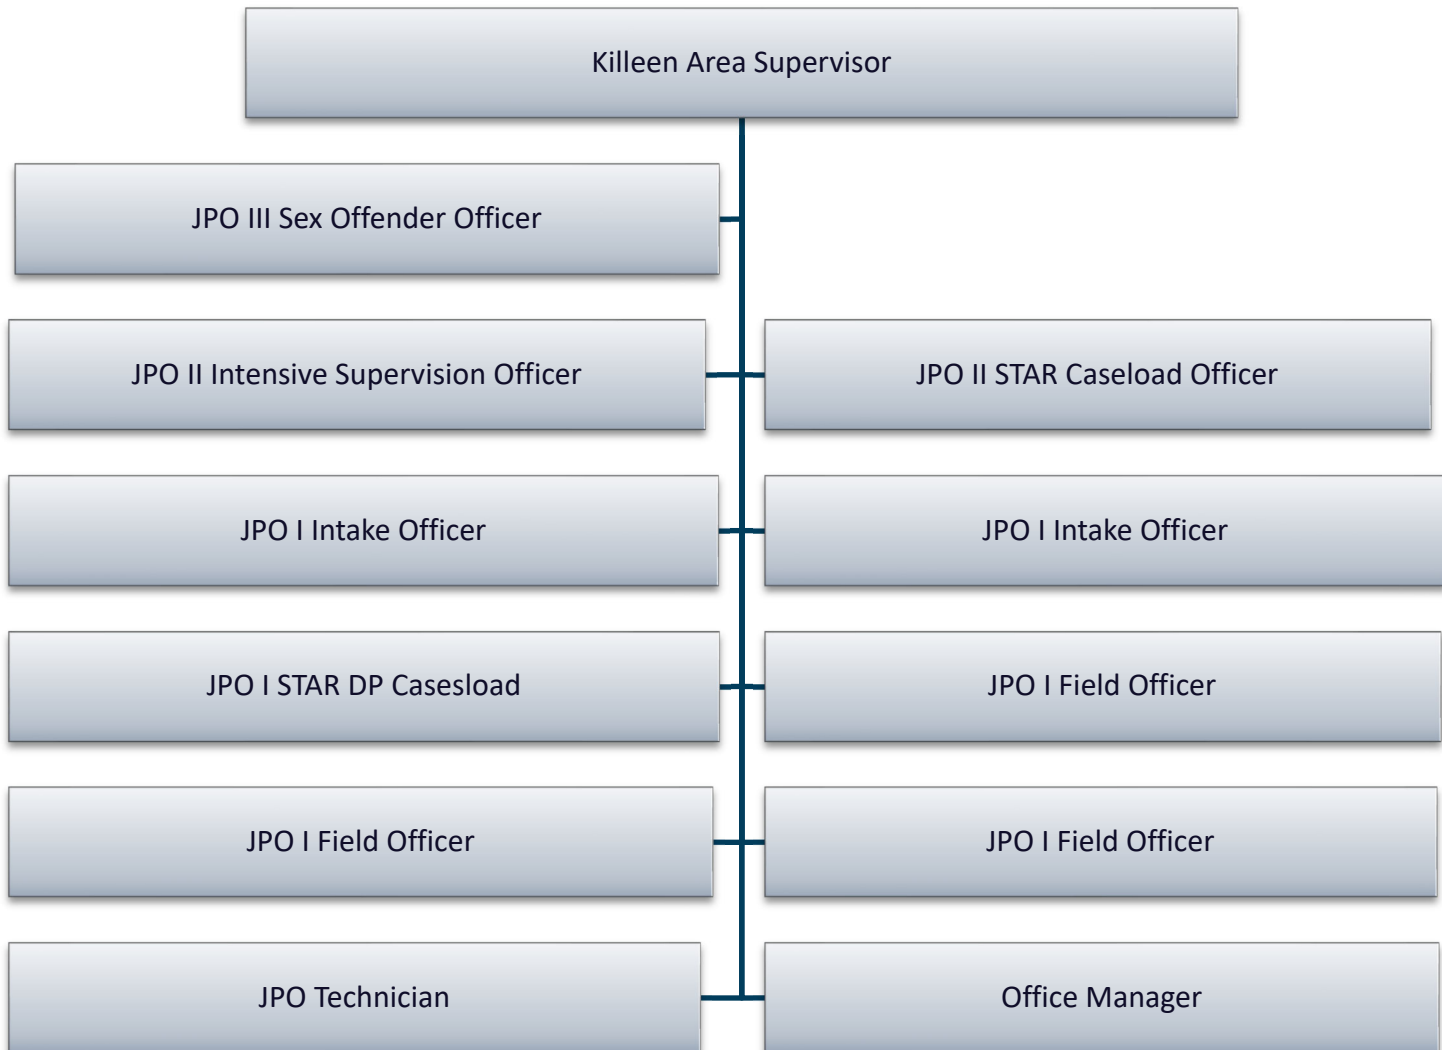 Killeen Area Supervisor
JPO III Sex Offender Officer
JPO II Intensive Supervision Officer
JPO II STAR Caseload Officer
JPO I Intake Officer
JPO I Intake Officer
JPO I STAR DP Casesload
JPO I Field Officer
JPO I Field Officer
JPO I Field Officer
JPO Technician
Office Manager